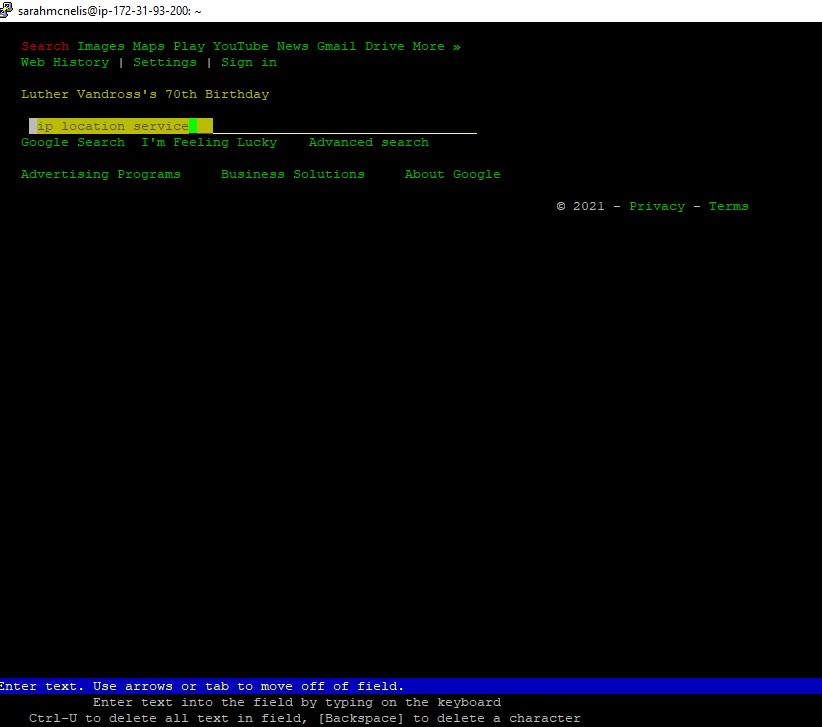 sarahmcnelis@ip-172-31-93-200: ~
Search Images Maps Play YouTube News Gmail Drive More »
Web History | Settings | Sign in
Luther Vandross's 70th Birthday
ip location service
Google Search I'm Feeling Lucky Advanced search
Advertising Programs Business Solutions About Google
© 2021 - Privacy - Terms
Enter text. Use arrows or tab to move off of field.
Enter text into the field by typing on the keyboard
Ctrl-U to delete all text in field, [Backspace] to delete a character